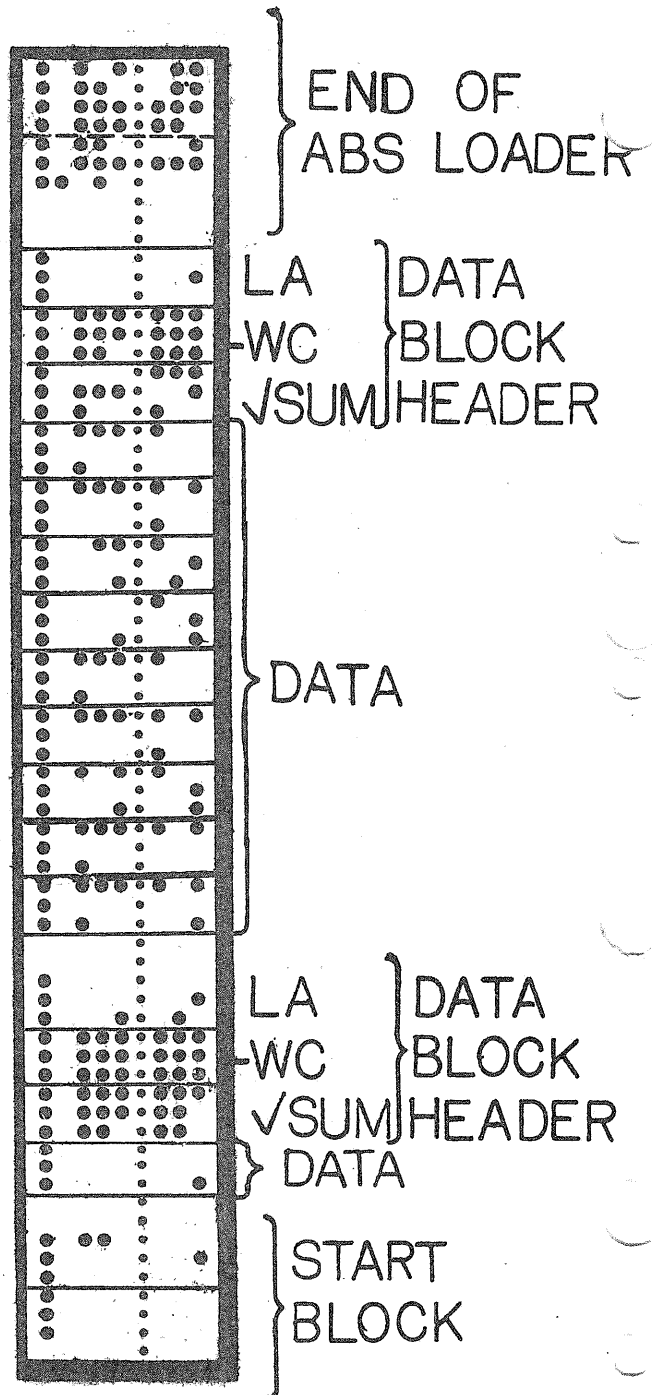 END OF
ABS LOADER
LA DATA
WC BLOCK
√SUM HEADER
DATA
LA DATA
WC BLOCK
√SUM HEADER
DATA
START
BLOCK